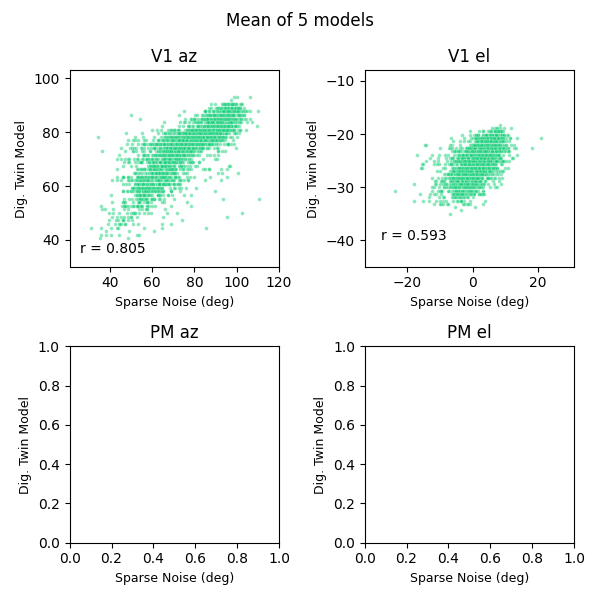 Mean of 5 models
V1 az
V1 el
100
80
60
40
Dig. Twin Model
r = 0.805
40
60
80
100
120
Sparse Noise (deg)
−10
−20
−30
−40
Dig. Twin Model
r = 0.593
−20
0
20
Sparse Noise (deg)
PM az
PM el
1.0
0.8
0.6
0.4
0.2
0.0
Dig. Twin Model
0.0
0.2
0.4
0.6
0.8
1.0
Sparse Noise (deg)
1.0
0.8
0.6
0.4
0.2
0.0
Dig. Twin Model
0.0
0.2
0.4
0.6
0.8
1.0
Sparse Noise (deg)